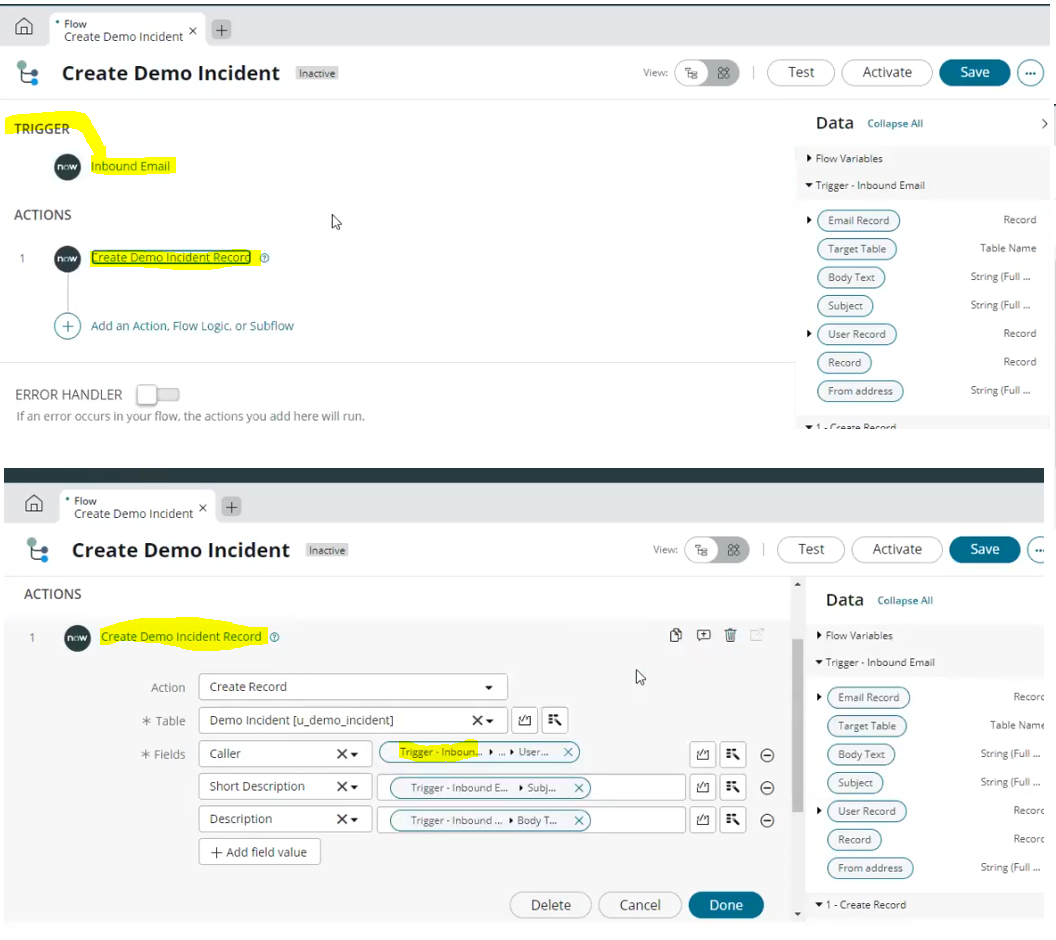 * Flow
Create Demo Incident × +
Create Demo Incident Inactive View: Test Activate Save ...
TRIGGER
now Inbound Email
ACTIONS
1 now Create Demo Incident Record
+ Add an Action, Flow Logic, or Subflow
ERROR HANDLER
If an error occurs in your flow, the actions you add here will run.
Data Collapse All
Flow Variables
Trigger - Inbound Email
Email Record Record
Target Table Table Name
Body Text String (Full ...
Subject String (Full ...
User Record Record
Record Record
From address String (Full ...
1 - Create Record
* Flow
Create Demo Incident × +
Create Demo Incident Inactive View: Test Activate Save ...
ACTIONS
1 now Create Demo Incident Record
Action Create Record
* Table Demo Incident [u_demo_incident]
* Fields Caller Trigger - Inboun... ... User...
Short Description Trigger - Inbound E... Subj...
Description Trigger - Inbound ... Body T...
+ Add field value
Delete Cancel Done
Data Collapse All
Flow Variables
Trigger - Inbound Email
Email Record Record
Target Table Table Name
Body Text String (Full ...
Subject String (Full ...
User Record Record
Record Record
From address String (Full ...
1 - Create Record